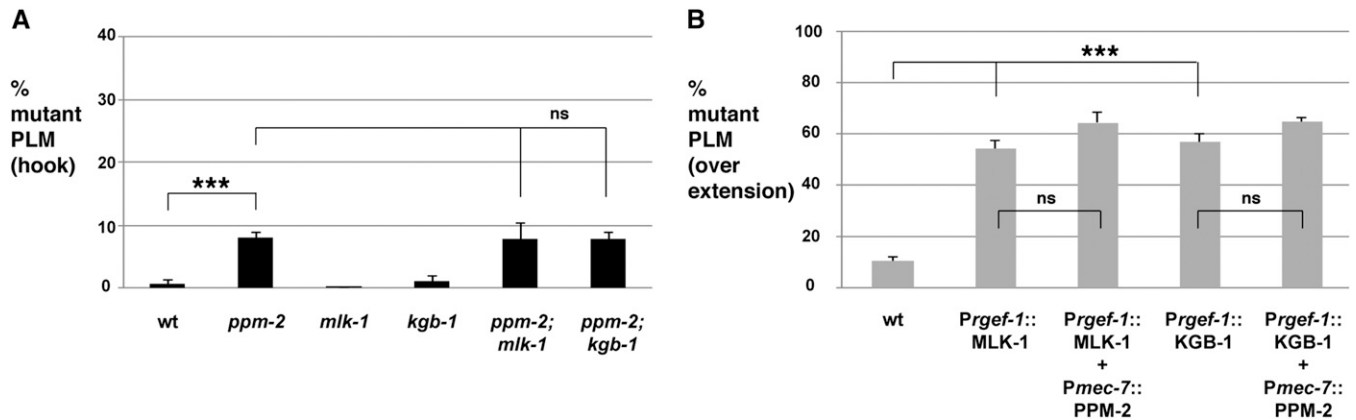 A
%
mutant
PLM
(hook)
40
30
20
10
0
***
ns
wt
ppm-2
mlk-1
kgb-1
ppm-2;
mlk-1
ppm-2;
kgb-1
B
%
mutant
PLM
(over
extension)
100
80
60
40
20
0
***
ns
ns
wt
Prgef-1::
MLK-1
Prgef-1::
MLK-1
+
Pmec-7::
PPM-2
Prgef-1::
KGB-1
Prgef-1::
KGB-1
+
Pmec-7::
PPM-2